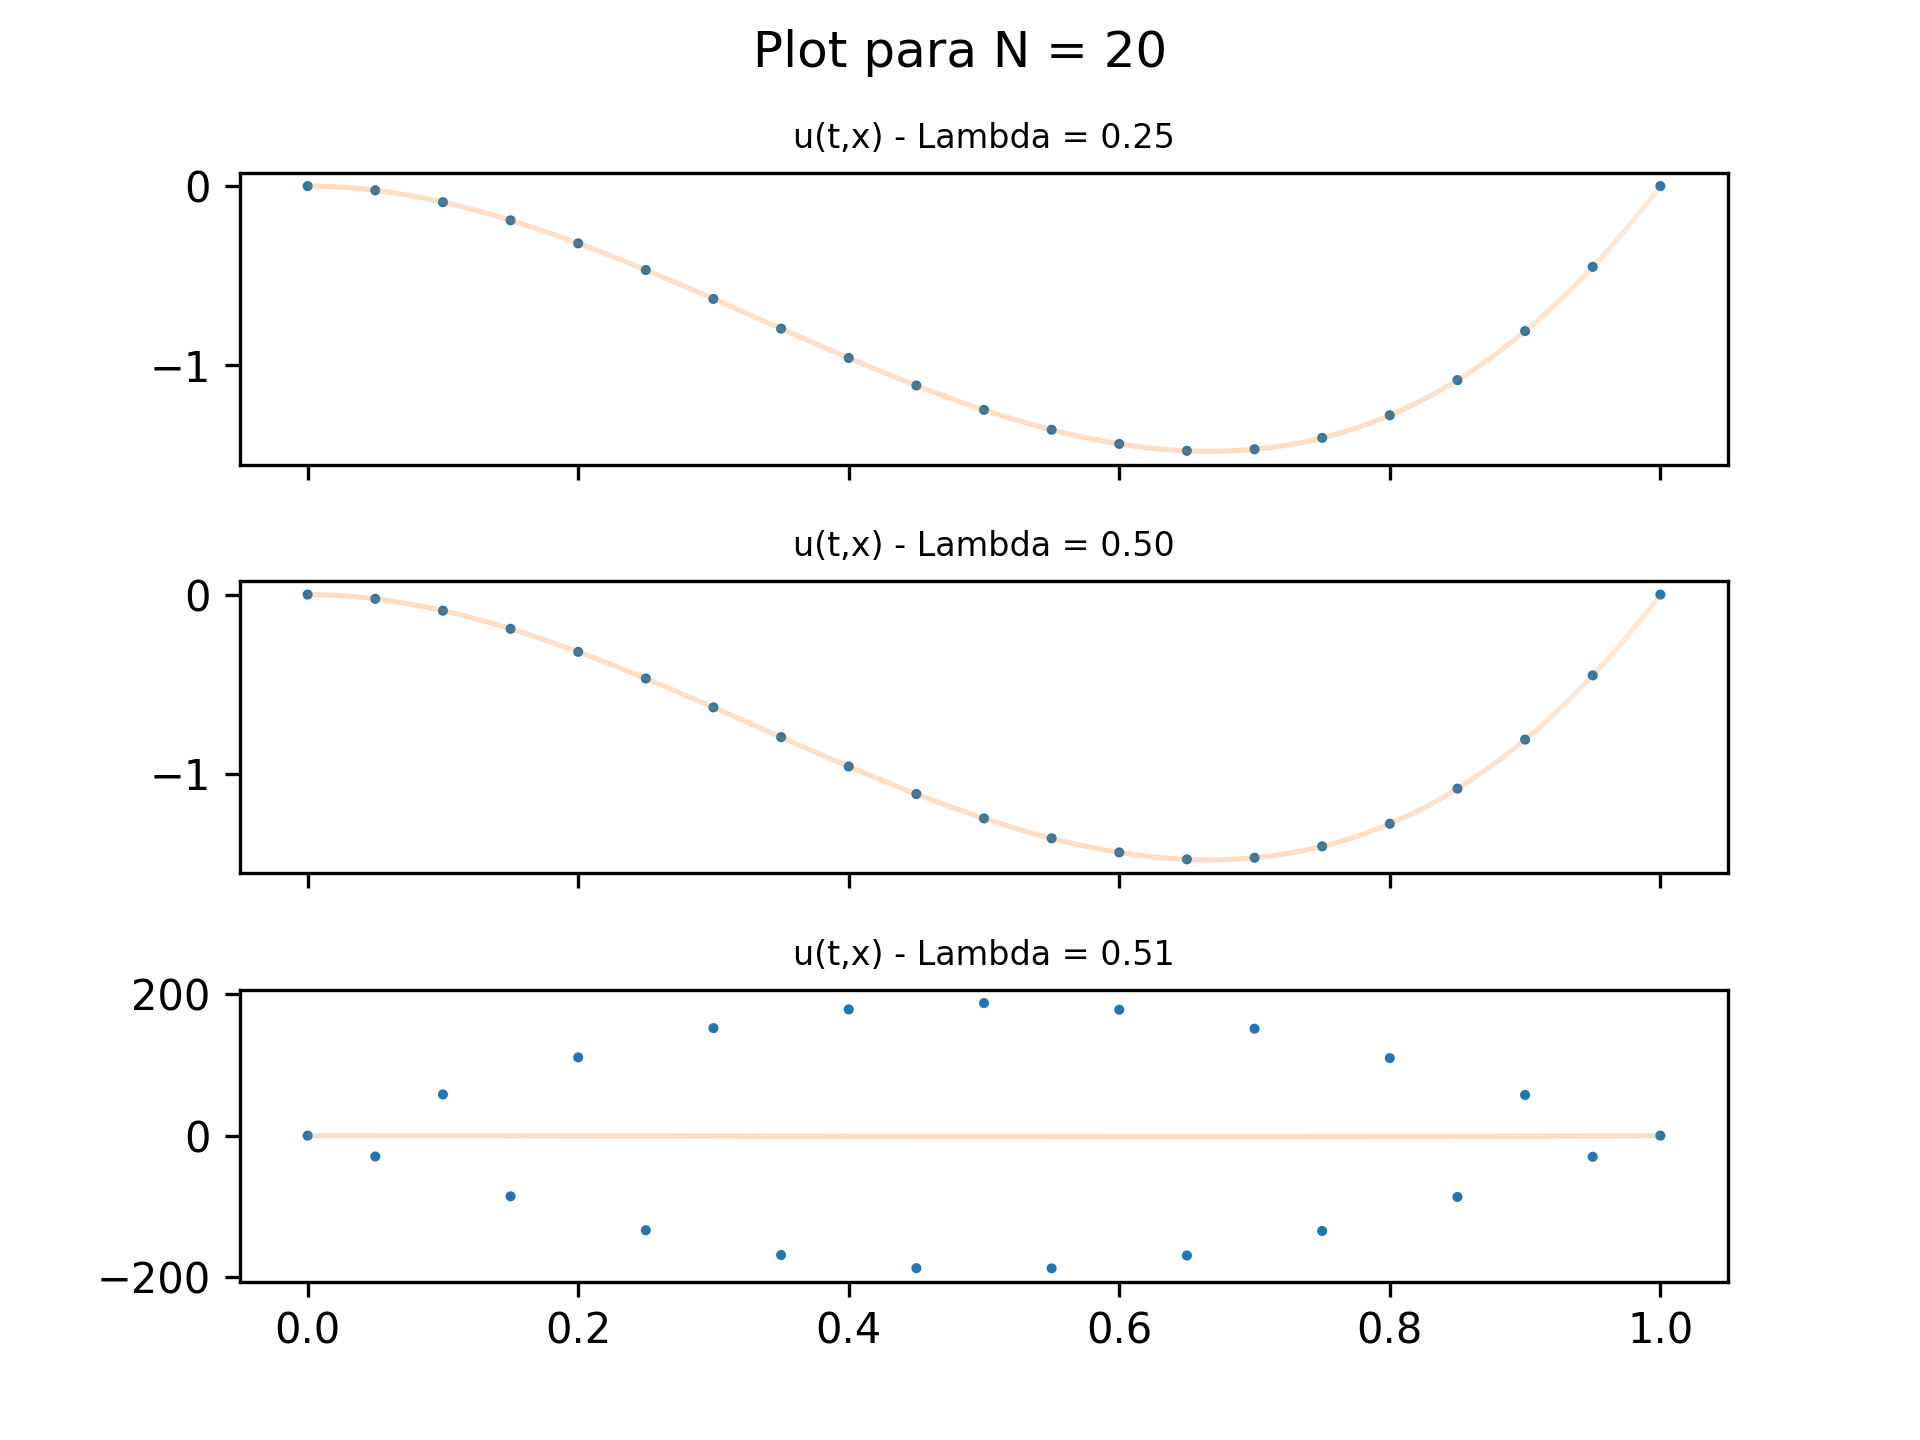 Plot para N = 20
u(t,x) - Lambda = 0.25
0
−1
u(t,x) - Lambda = 0.50
0
−1
u(t,x) - Lambda = 0.51
200
0
−200
0.0 0.2 0.4 0.6 0.8 1.0